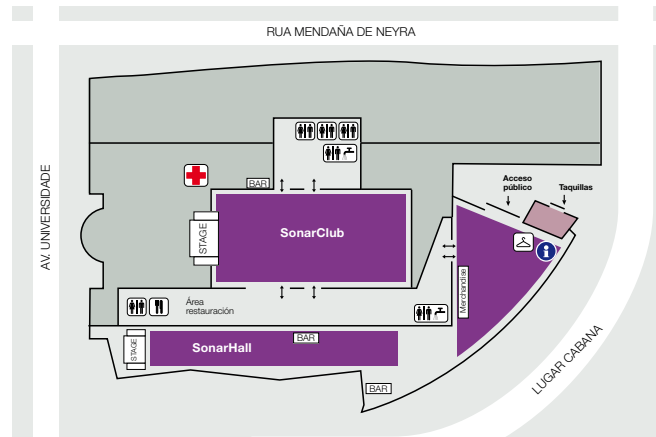 RUA MENDAÑA DE NEYRA
AV. UNIVERSIDADE
Acceso
público
Taquillas
BAR
STAGE
SonarClub
Merchandise
Área
restauración
STAGE
SonarHall
BAR
BAR
LUGAR CABANA